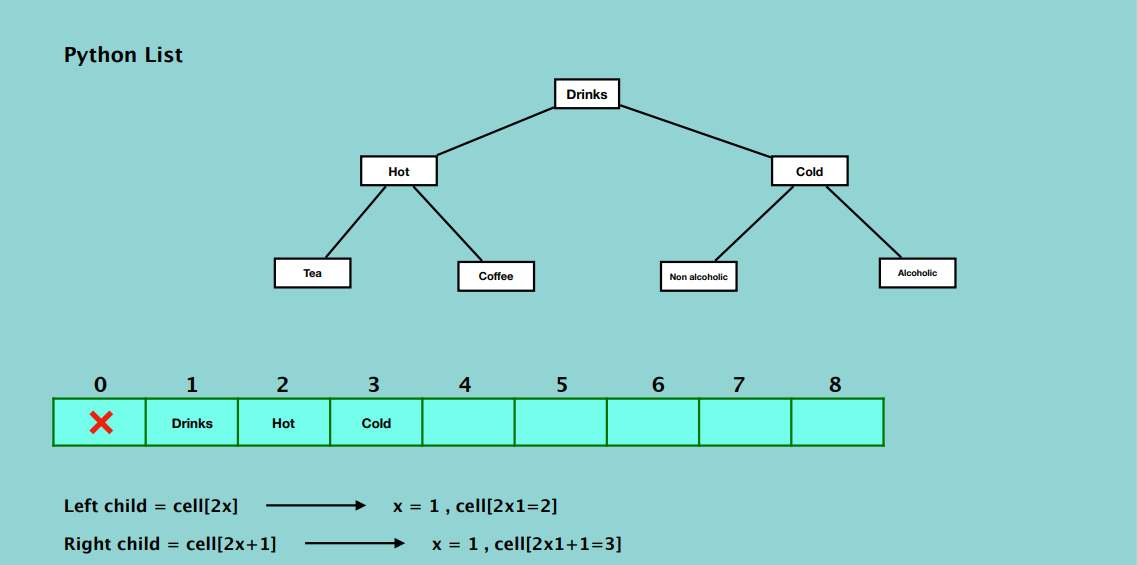 Python List
Drinks
Hot Cold
Tea Coffee Non alcoholic Alcoholic
0 1 2 3 4 5 6 7 8
Drinks Hot Cold
Left child = cell[2x] x = 1 , cell[2x1=2]
Right child = cell[2x+1] x = 1 , cell[2x1+1=3]